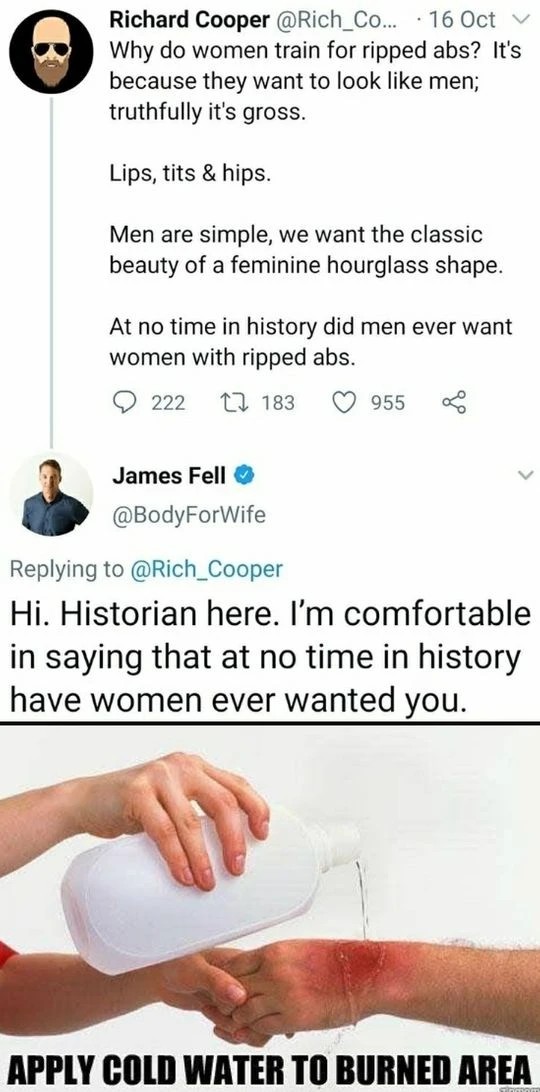 Richard Cooper @Rich_Co... · 16 Oct
Why do women train for ripped abs?  It's
because they want to look like men;
truthfully it's gross.
Lips, tits & hips.
Men are simple, we want the classic
beauty of a feminine hourglass shape.
At no time in history did men ever want
women with ripped abs.
222 183 955
James Fell
@BodyForWife
Replying to @Rich_Cooper
Hi. Historian here. I'm comfortable
in saying that at no time in history
have women ever wanted you.
APPLY COLD WATER TO BURNED AREA